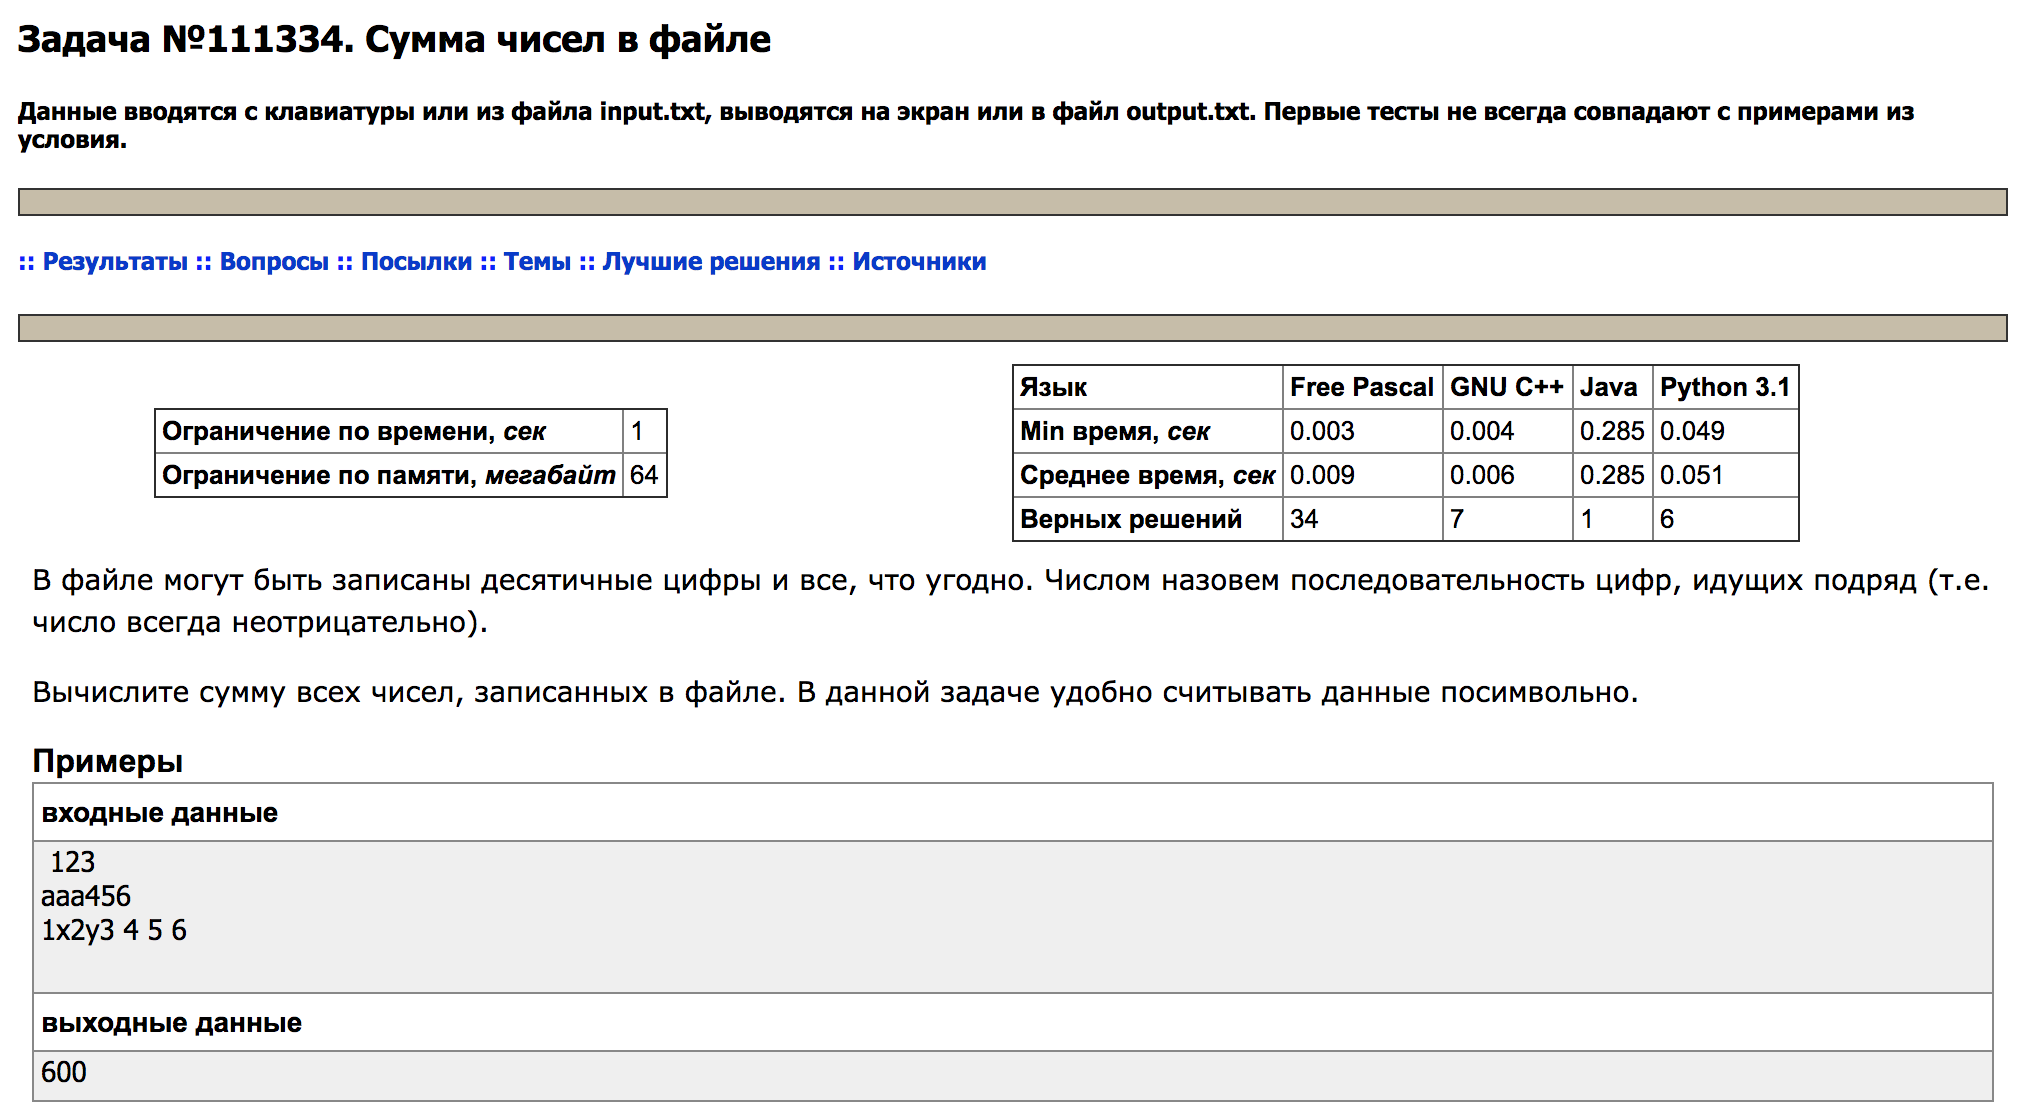 Задача №111334. Сумма чисел в файле
Данные вводятся с клавиатуры или из файла input.txt, выводятся на экран или в файл output.txt. Первые тесты не всегда совпадают с примерами из
условия.
:: Результаты :: Вопросы :: Посылки :: Темы :: Лучшие решения :: Источники
Ограничение по времени, сек 1
Ограничение по памяти, мегабайт 64
Язык Free Pascal GNU C++ Java Python 3.1
Min время, сек 0.003 0.004 0.285 0.049
Среднее время, сек 0.009 0.006 0.285 0.051
Верных решений 34 7 1 6
В файле могут быть записаны десятичные цифры и все, что угодно. Числом назовем последовательность цифр, идущих подряд (т.е.
число всегда неотрицательно).
Вычислите сумму всех чисел, записанных в файле. В данной задаче удобно считывать данные посимвольно.
Примеры
входные данные
123
aaa456
1x2y3 4 5 6
выходные данные
600